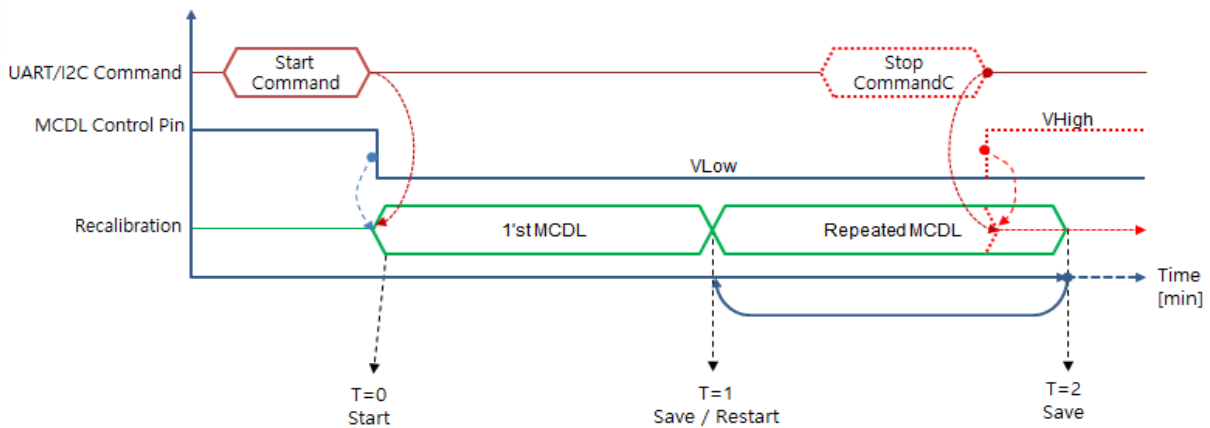 UART/I2C Command
Start
Command
Stop
CommandC
MCDL Control Pin
VHigh
VLow
Recalibration
1'st MCDL
Repeated MCDL
Time
[min]
T=0
Start
T=1
Save / Restart
T=2
Save